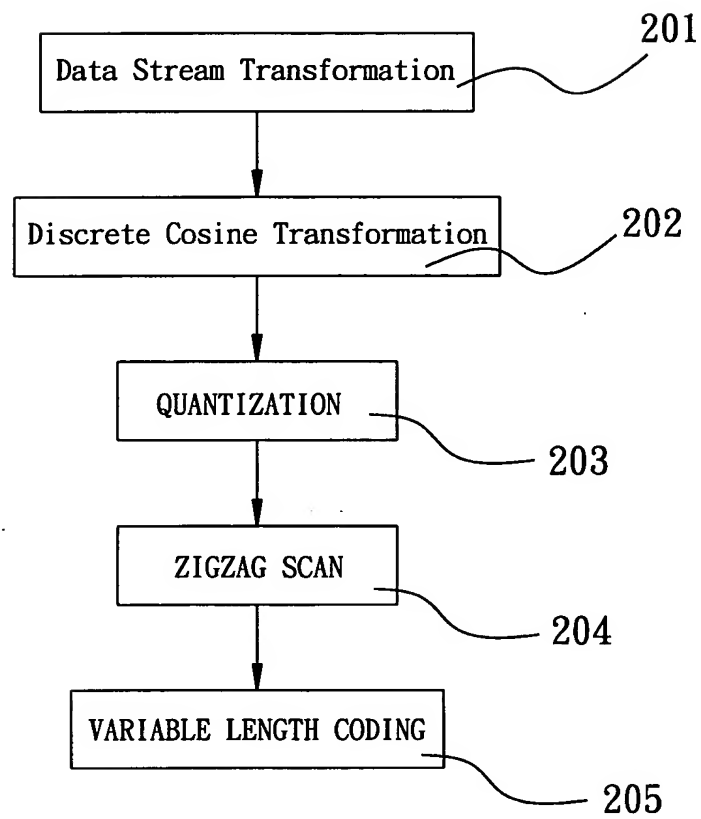 201
Data Stream Transformation
Discrete Cosine Transformation
202
QUANTIZATION
203
ZIGZAG SCAN
204
VARIABLE LENGTH CODING
205